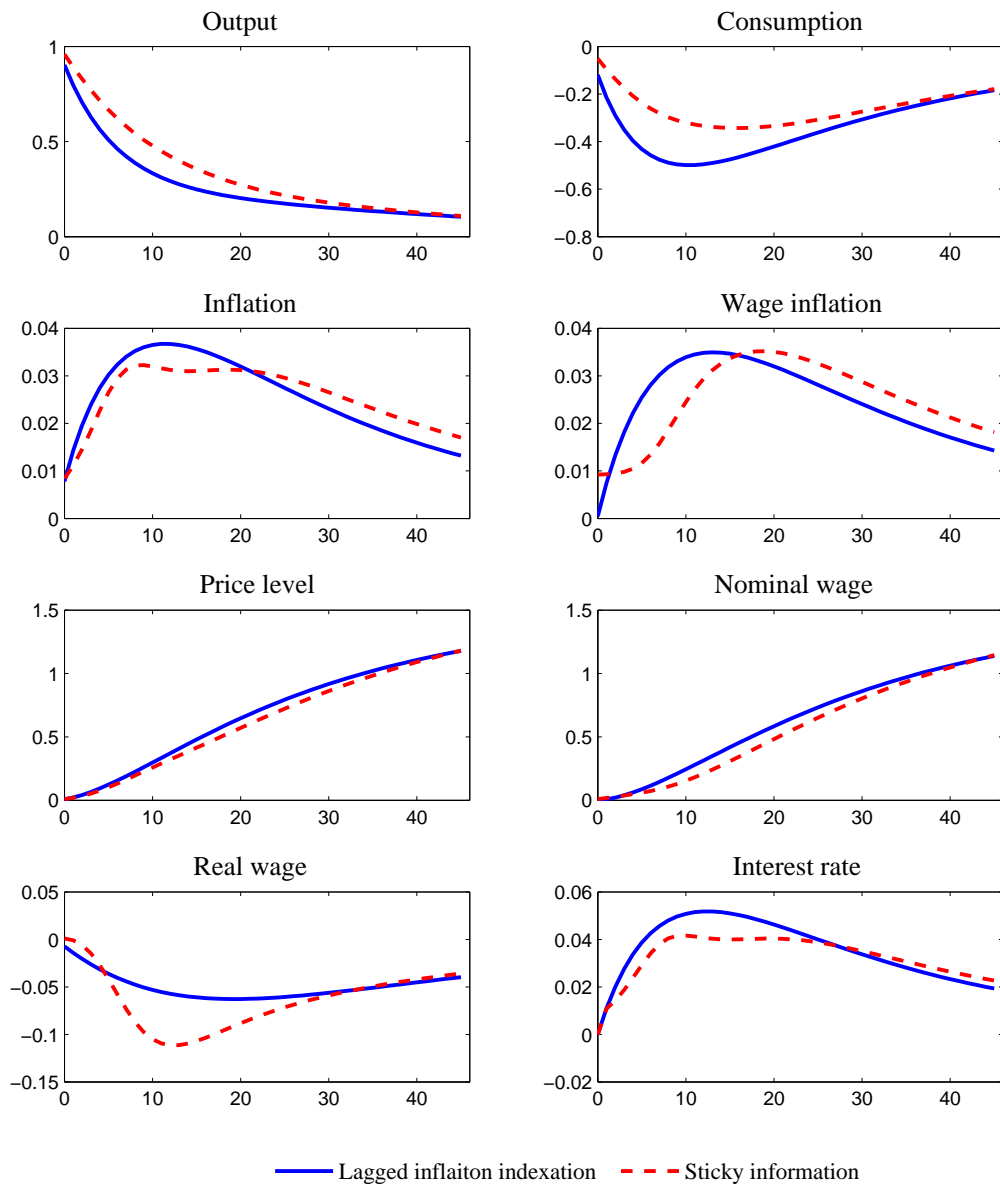 Output
Consumption
1
0.5
0
0 10 20 30 40
0
−0.2
−0.4
−0.6
−0.8
0 10 20 30 40
Inflation
Wage inflation
0.04
0.03
0.02
0.01
0
0 10 20 30 40
0.04
0.03
0.02
0.01
0
0 10 20 30 40
Price level
Nominal wage
1.5
1
0.5
0
0 10 20 30 40
1.5
1
0.5
0
0 10 20 30 40
Real wage
Interest rate
0.05
0
−0.05
−0.1
−0.15
0 10 20 30 40
0.06
0.04
0.02
0
−0.02
0 10 20 30 40
Lagged inflaiton indexation
Sticky information